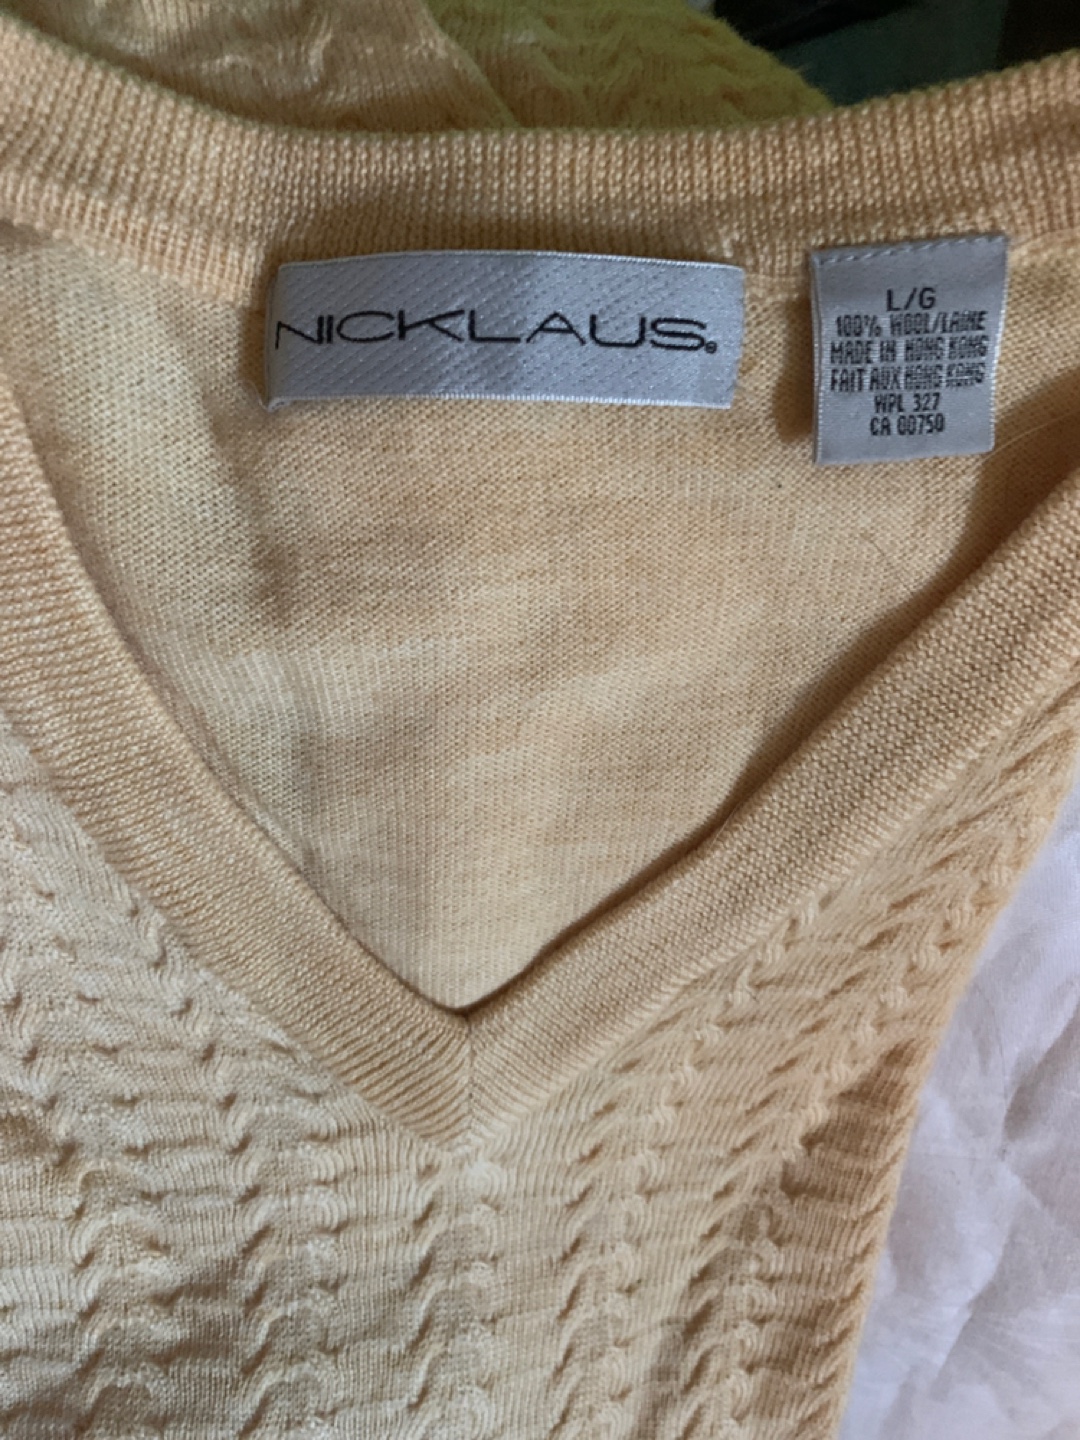 NICKLAUS®
L/G
100% WOOL/LAINE
MADE IN HONG KONG
FAIT AUX HONG KONG
WPL 327
CA 00750